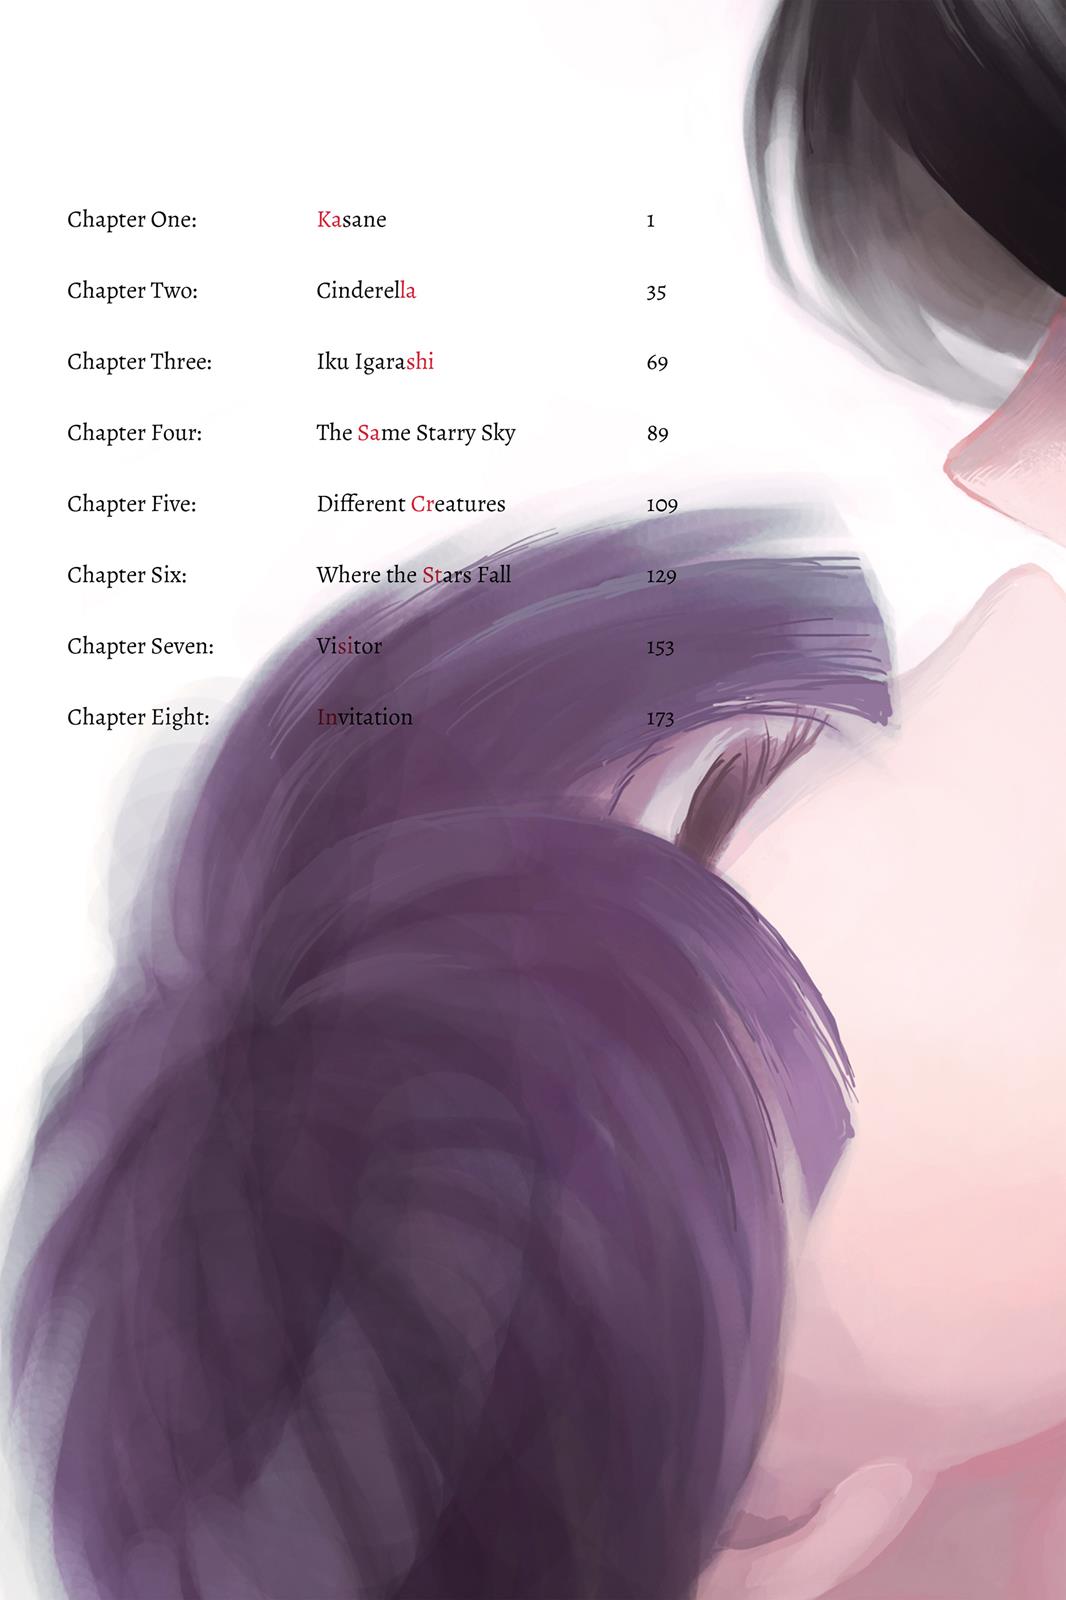 Chapter One: Kasane 1
Chapter Two: Cinderella 35
Chapter Three: Iku Igarashi 69
Chapter Four: The Same Starry Sky 89
Chapter Five: Different Creatures 109
Chapter Six: Where the Stars Fall 129
Chapter Seven: Visitor 153
Chapter Eight: Invitation 173